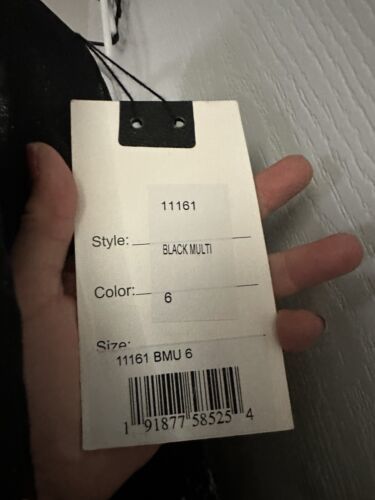 11161
Style:
BLACK MULTI
Color:
6
Size:
11161 BMU 6
1 91877 58525 4